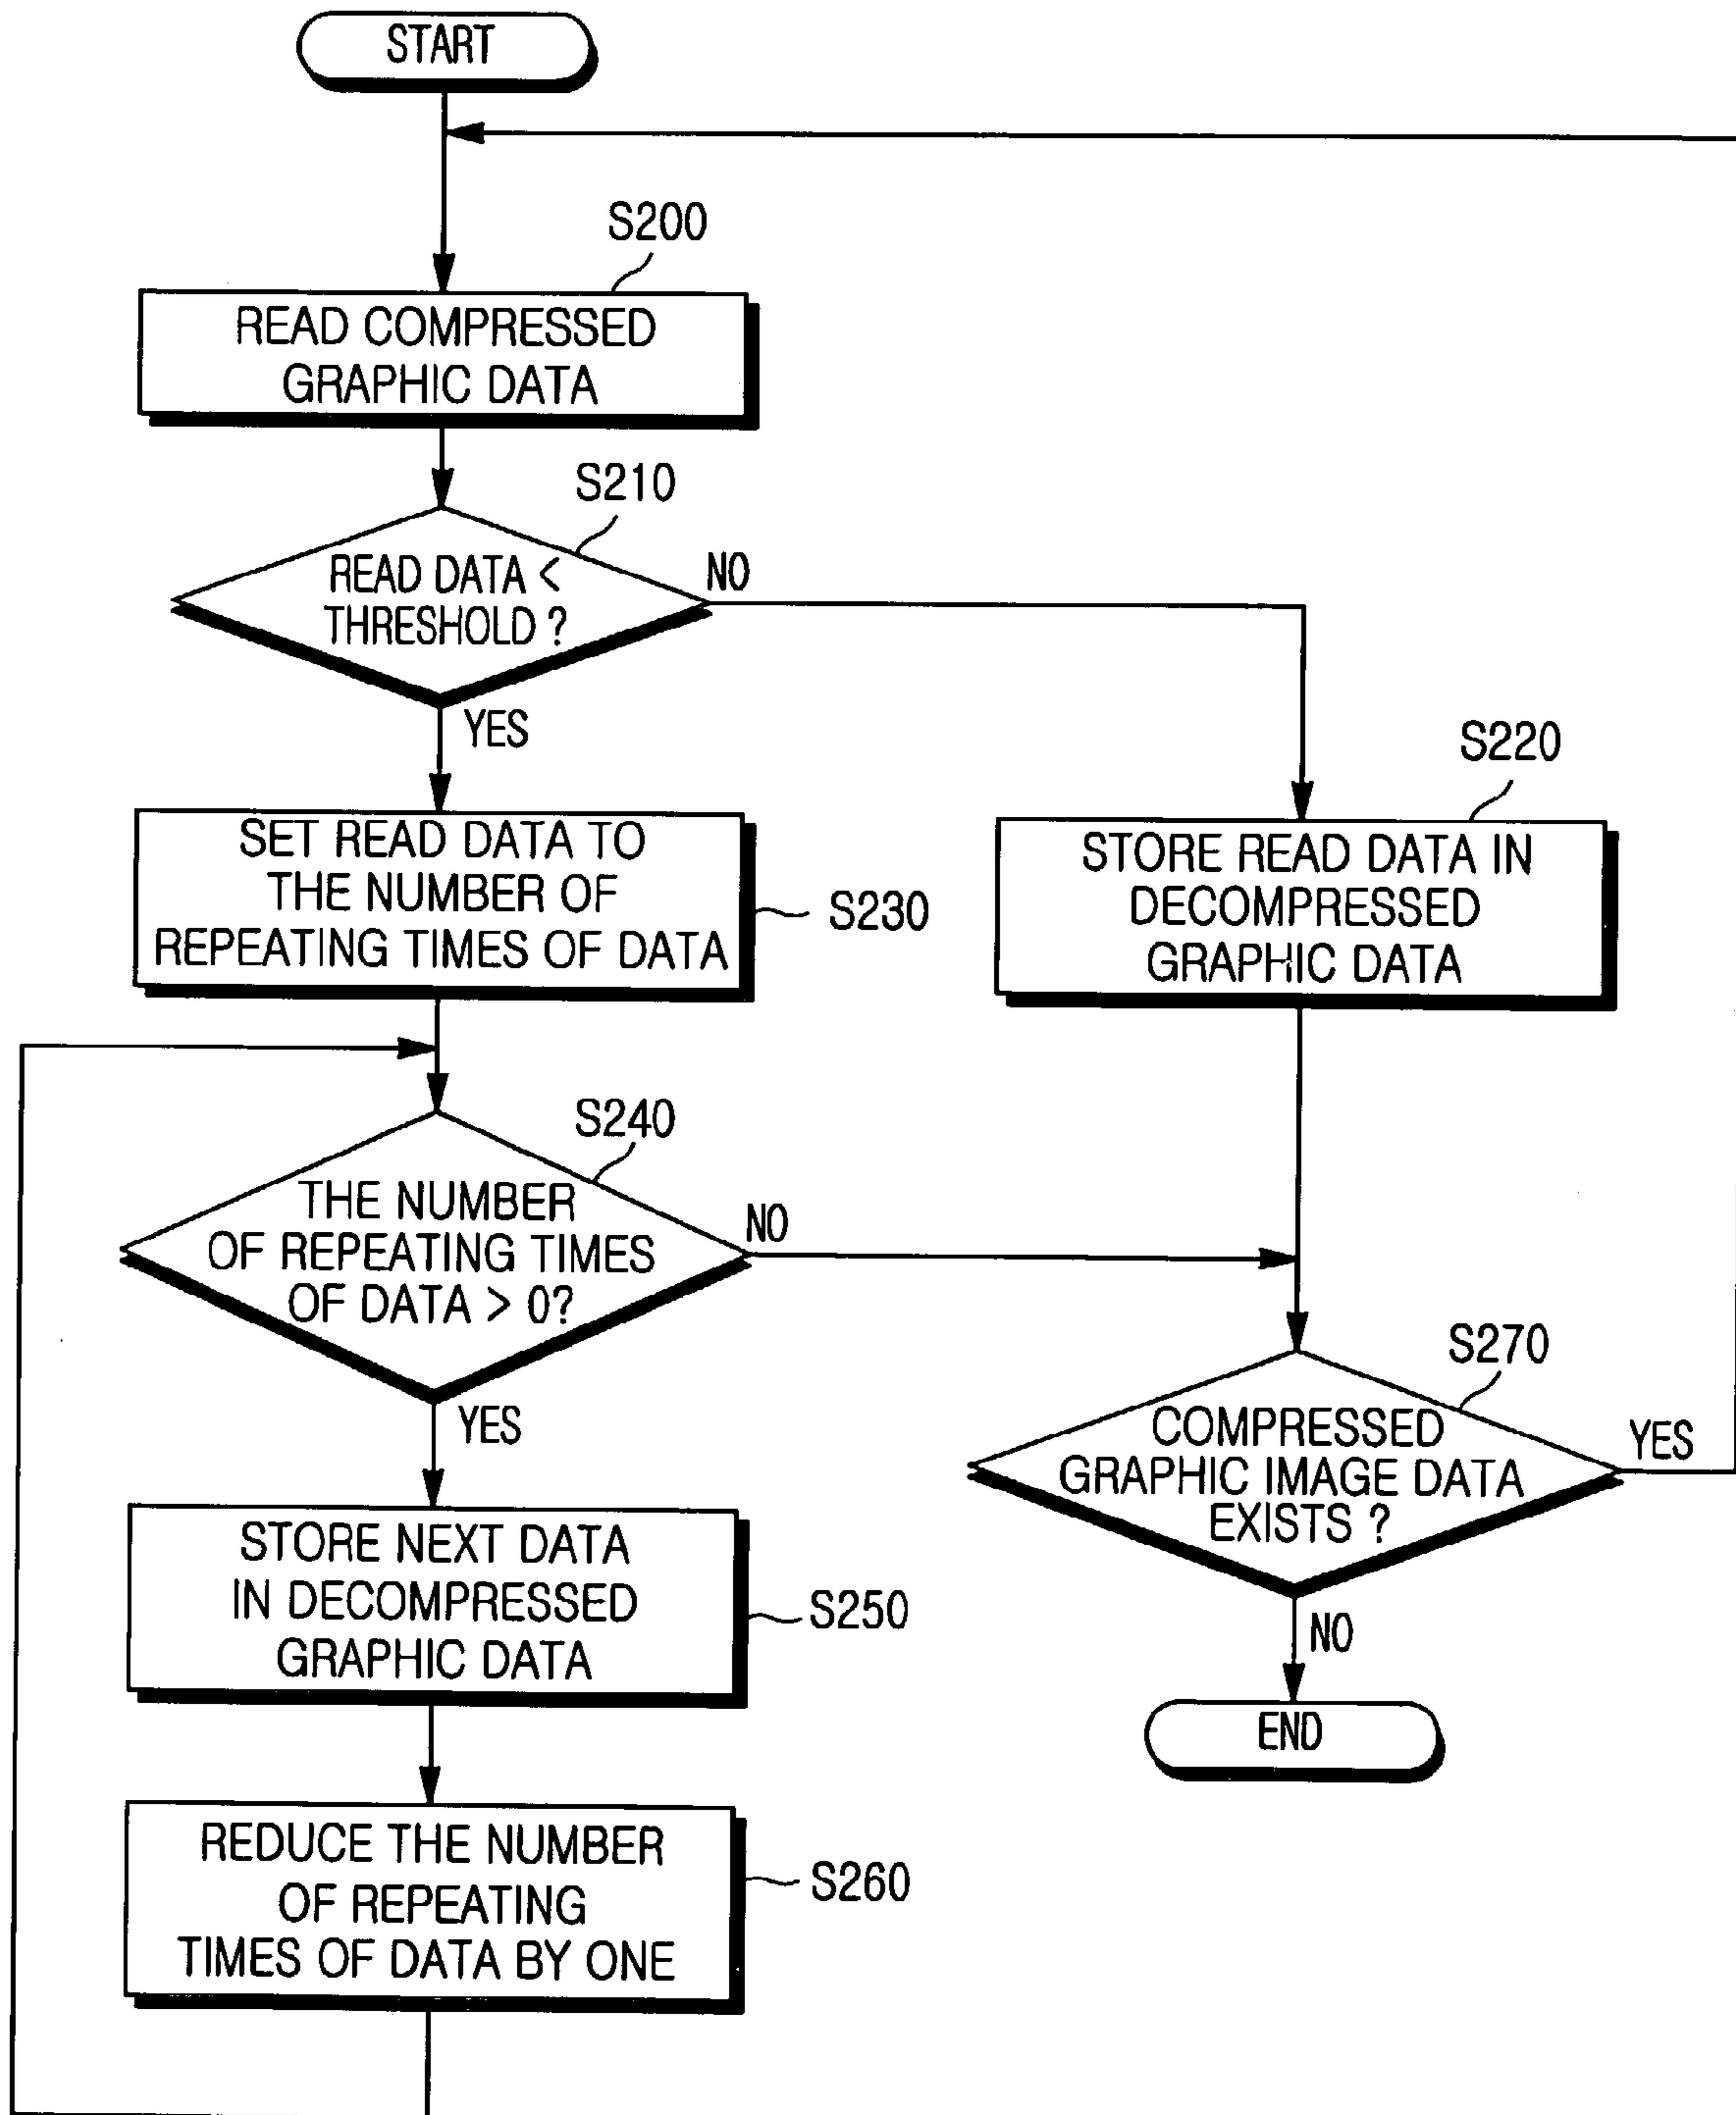 START
S200
READ COMPRESSED
GRAPHIC DATA
S210
READ DATA <
THRESHOLD ?
NO
YES
S220
STORE READ DATA IN
DECOMPRESSED
GRAPHIC DATA
SET READ DATA TO
THE NUMBER OF
REPEATING TIMES OF DATA
S230
S240
THE NUMBER
OF REPEATING TIMES
OF DATA > 0?
NO
YES
S270
COMPRESSED
GRAPHIC IMAGE DATA
EXISTS ?
YES
NO
END
STORE NEXT DATA
IN DECOMPRESSED
GRAPHIC DATA
S250
REDUCE THE NUMBER
OF REPEATING
TIMES OF DATA BY ONE
S260